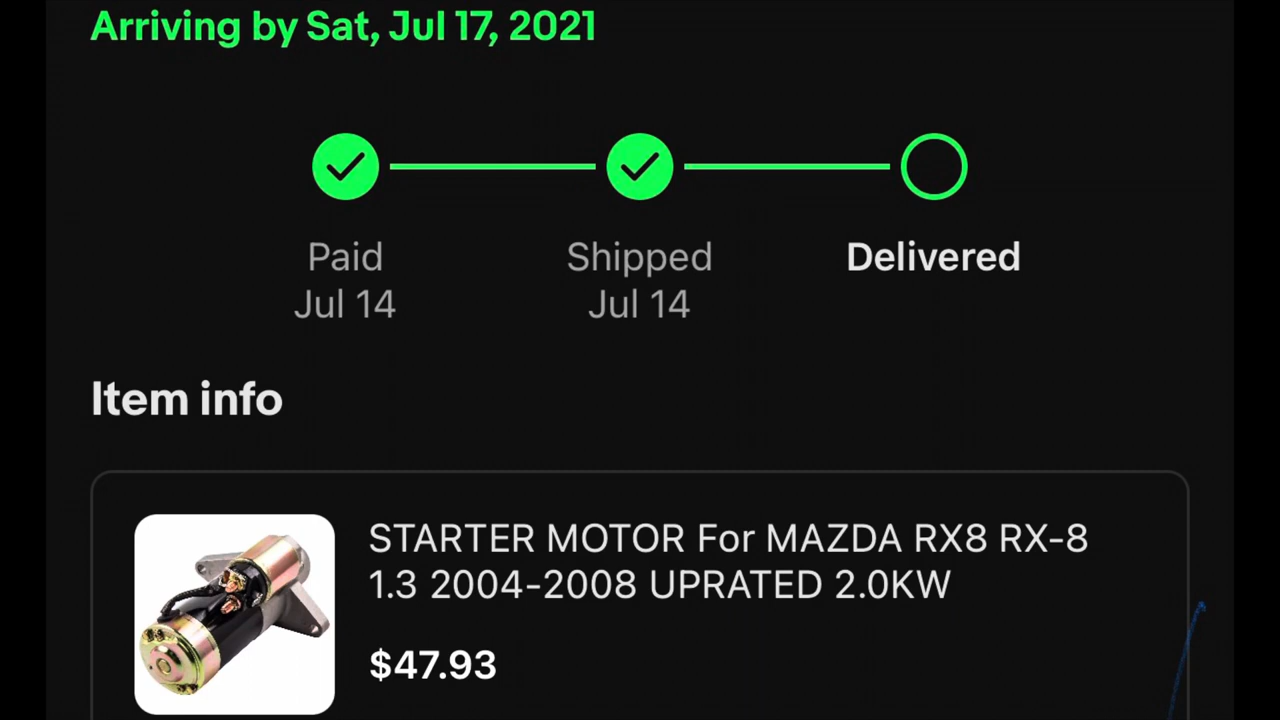 Arriving by Sat, Jul 17, 2021
Paid
Jul 14
Shipped
Jul 14
Delivered
Item info
STARTER MOTOR For MAZDA RX8 RX-8
1.3 2004-2008 UPRATED 2.0KW
$47.93